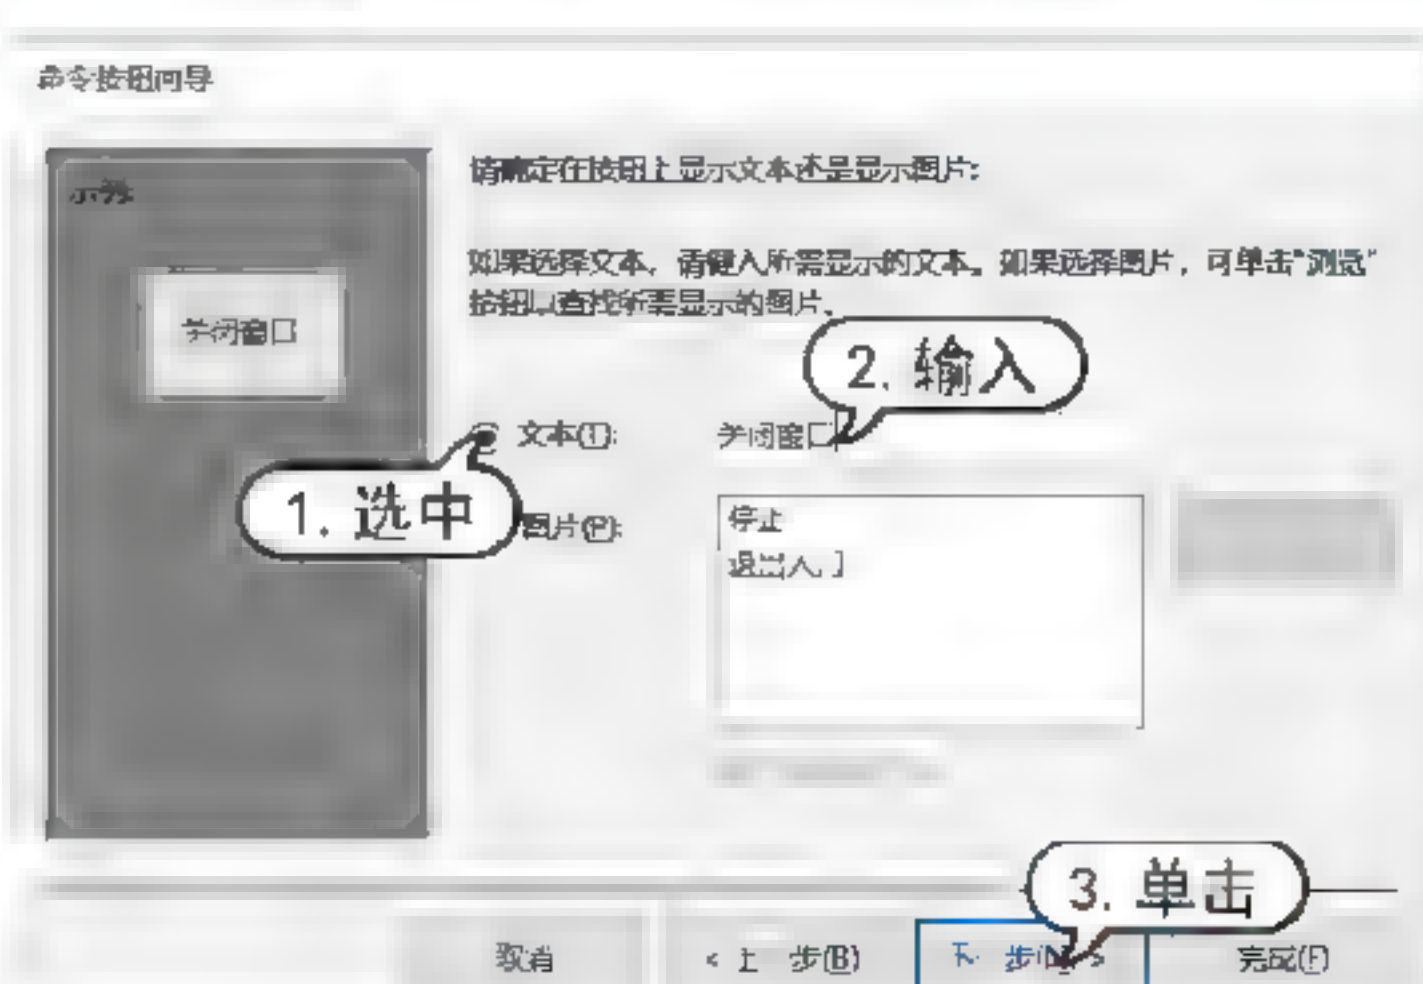 命令按钮向导
示例:
请确定在按钮上显示文本还是显示图片:
如果选择文本，请键入所需显示的文本。如果选择图片，可单击“浏览”
按钮以查找所需显示的图片。
关闭窗口
2. 输入
文本(T):
关闭窗口
1. 选中
图片(P):
停止
退出入门
3. 单击
取消
< 上一步(B)
下一步(N) >
完成(F)